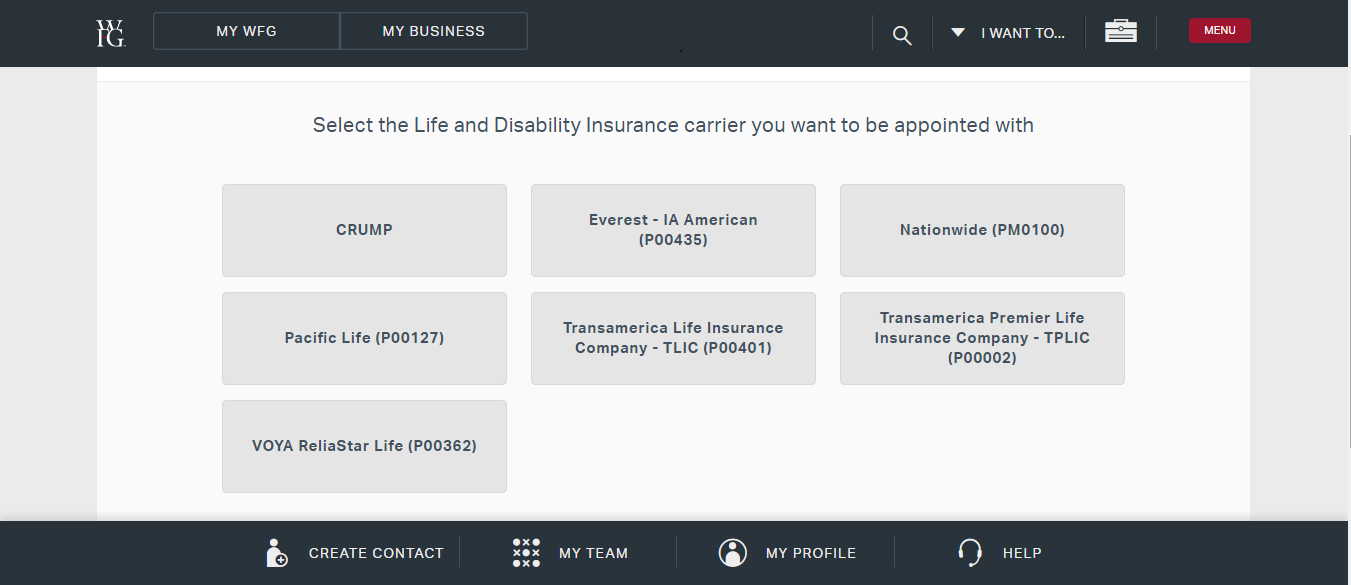 WFG
MY WFG
MY BUSINESS
I WANT TO...
MENU
Select the Life and Disability Insurance carrier you want to be appointed with
CRUMP
Everest - IA American
(P00435)
Nationwide (PM0100)
Pacific Life (P00127)
Transamerica Life Insurance
Company - TLIC (P00401)
Transamerica Premier Life
Insurance Company - TPLIC
(P00002)
VOYA ReliaStar Life (P00362)
CREATE CONTACT
MY TEAM
MY PROFILE
HELP